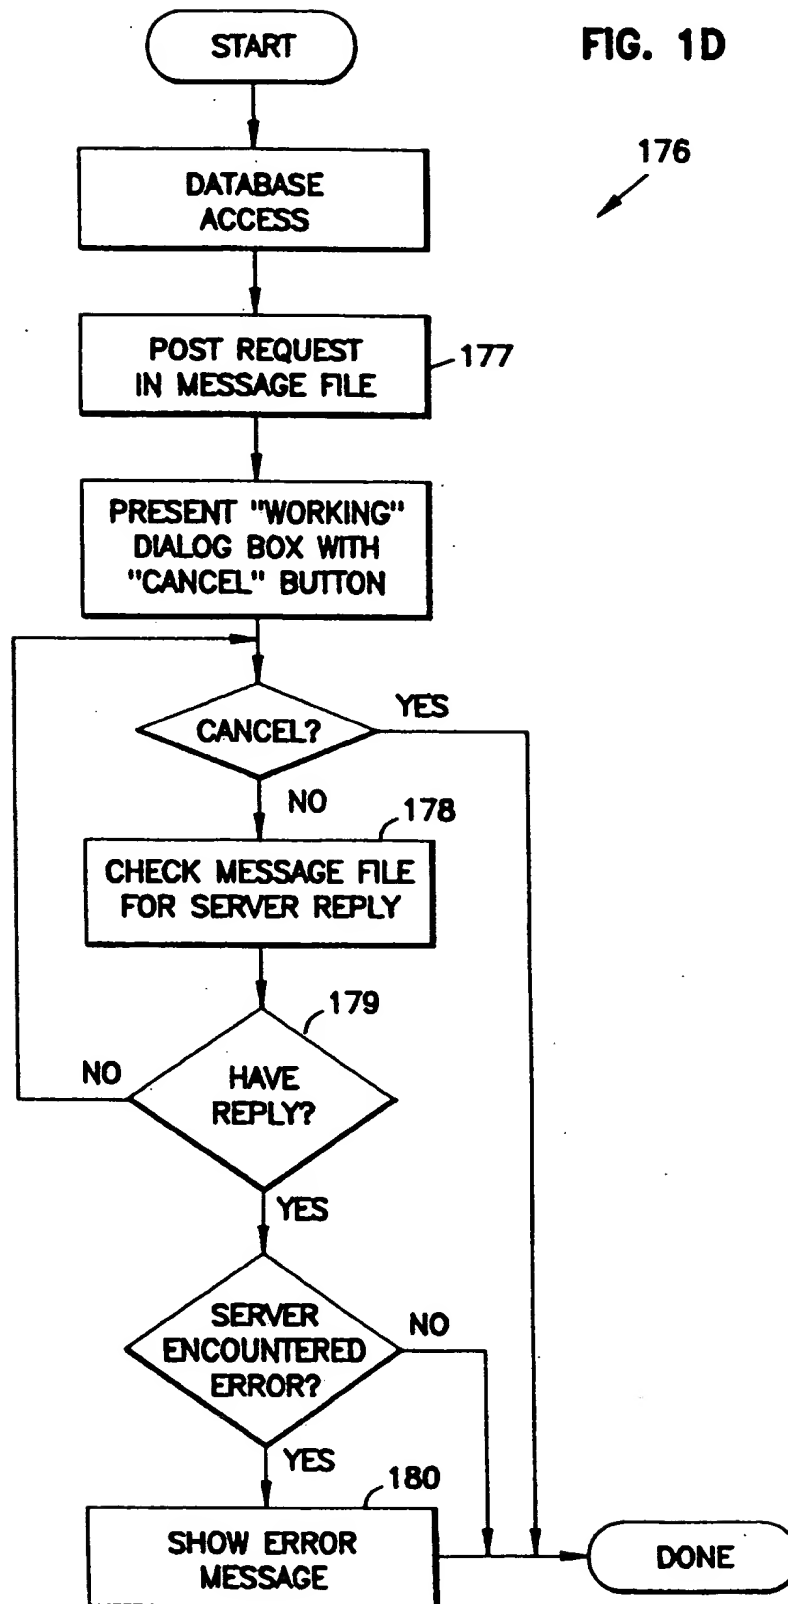 START
FIG. 1D
176
DATABASE
ACCESS
POST REQUEST
IN MESSAGE FILE
177
PRESENT "WORKING"
DIALOG BOX WITH
"CANCEL" BUTTON
CANCEL?
YES
NO
178
CHECK MESSAGE FILE
FOR SERVER REPLY
179
HAVE
REPLY?
NO
YES
SERVER
ENCOUNTERED
ERROR?
NO
YES
180
SHOW ERROR
MESSAGE
DONE